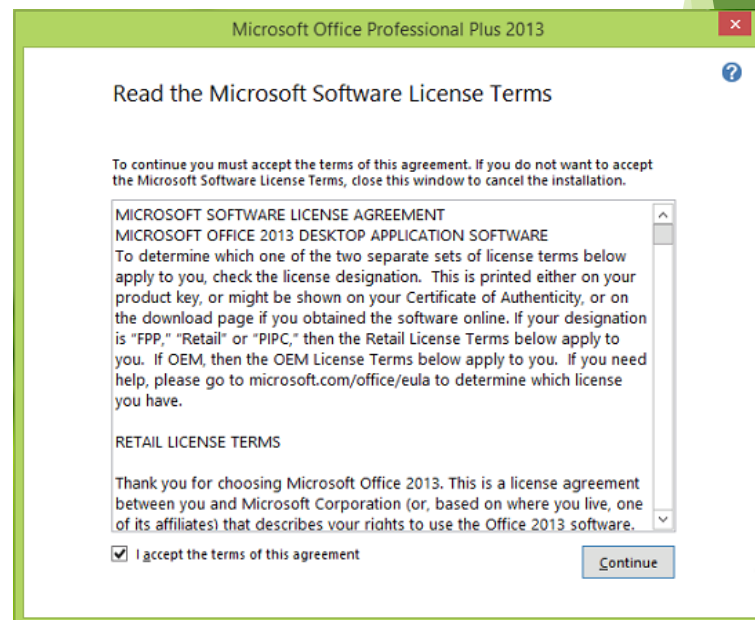 Microsoft Office Professional Plus 2013
Read the Microsoft Software License Terms
To continue you must accept the terms of this agreement. If you do not want to accept
the Microsoft Software License Terms, close this window to cancel the installation.
MICROSOFT SOFTWARE LICENSE AGREEMENT
MICROSOFT OFFICE 2013 DESKTOP APPLICATION SOFTWARE
To determine which one of the two separate sets of license terms below
apply to you, check the license designation.  This is printed either on your
product key, or might be shown on your Certificate of Authenticity, or on
the download page if you obtained the software online. If your designation
is “FPP,” “Retail” or “PIPC,” then the Retail License Terms below apply to
you.  If OEM, then the OEM License Terms below apply to you.  If you need
help, please go to microsoft.com/office/eula to determine which license
you have.
RETAIL LICENSE TERMS
Thank you for choosing Microsoft Office 2013. This is a license agreement
between you and Microsoft Corporation (or, based on where you live, one
of its affiliates) that describes your rights to use the Office 2013 software.
I accept the terms of this agreement
Continue